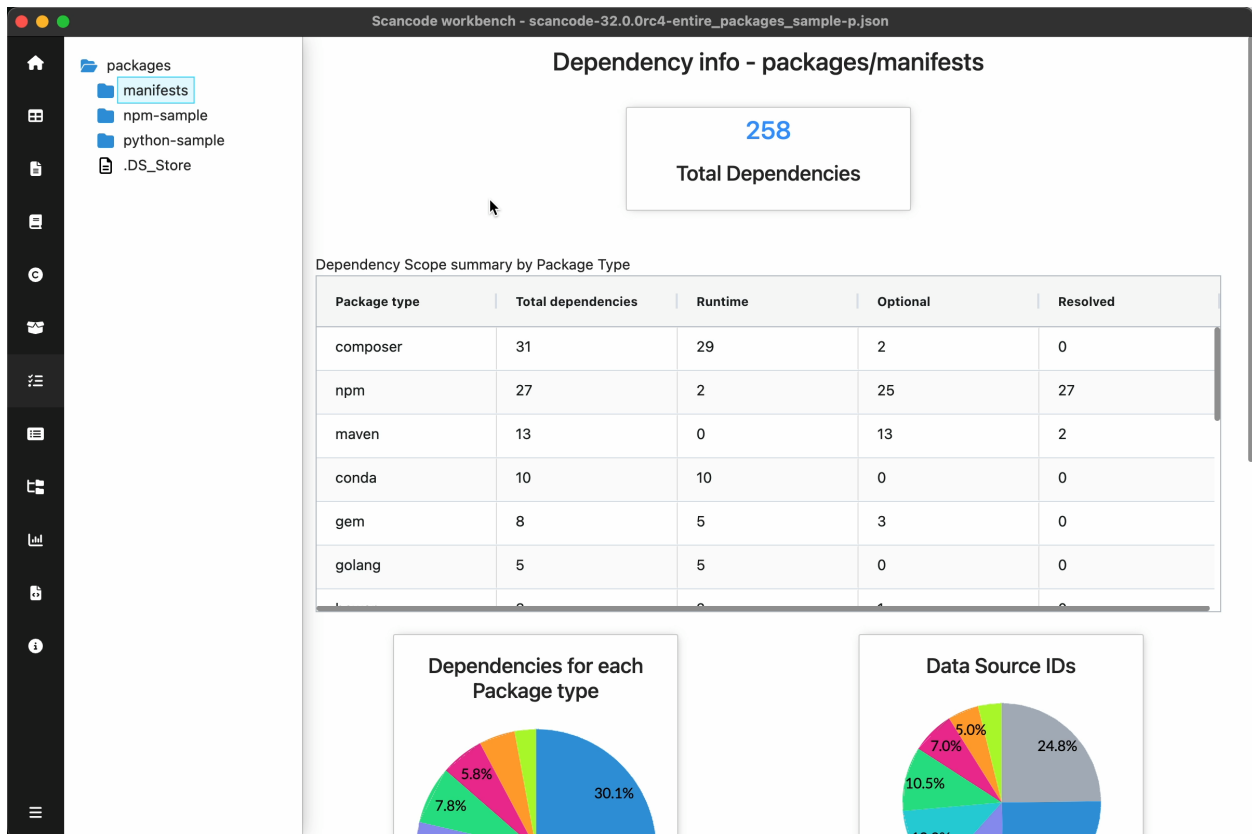 Scancode workbench - scancode-32.0.0rc4-entire_packages_sample-p.json
packages
manifests
npm-sample
python-sample
.DS_Store
Dependency info - packages/manifests
258
Total Dependencies
Dependency Scope summary by Package Type
Package type Total dependencies Runtime Optional Resolved
composer 31 29 2 0
npm 27 2 25 27
maven 13 0 13 2
conda 10 10 0 0
gem 8 5 3 0
golang 5 5 0 0
Dependencies for each
Package type
5.8%
30.1%
7.8%
Data Source IDs
5.0%
7.0%
24.8%
10.5%